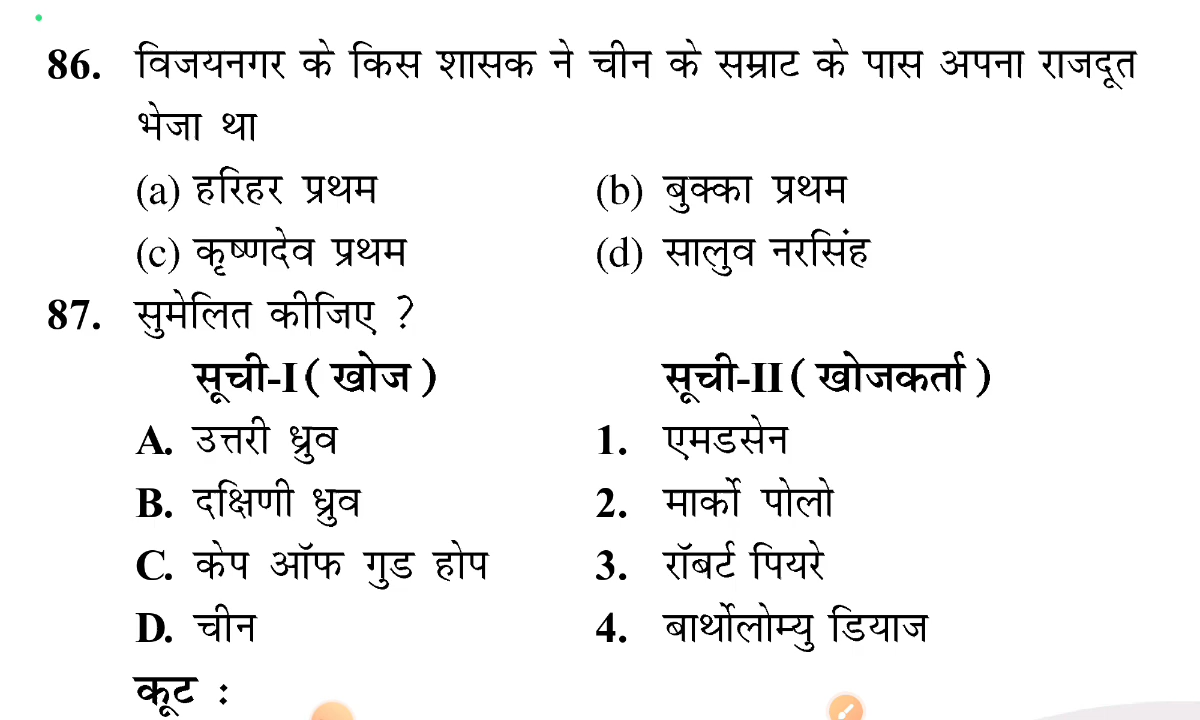 86. विजयनगर के किस शासक ने चीन के सम्राट के पास अपना राजदूत
भेजा था
(a) हरिहर प्रथम (b) बुक्का प्रथम
(c) कृष्णदेव प्रथम (d) सालुव नरसिंह
87. सुमेलित कीजिए ?
सूची-I ( खोज ) सूची-II ( खोजकर्ता )
A. उत्तरी ध्रुव 1. एमडसेन
B. दक्षिणी ध्रुव 2. मार्को पोलो
C. केप ऑफ गुड होप 3. रॉबर्ट पियरे
D. चीन 4. बार्थोलोम्यु डियाज
कूट :